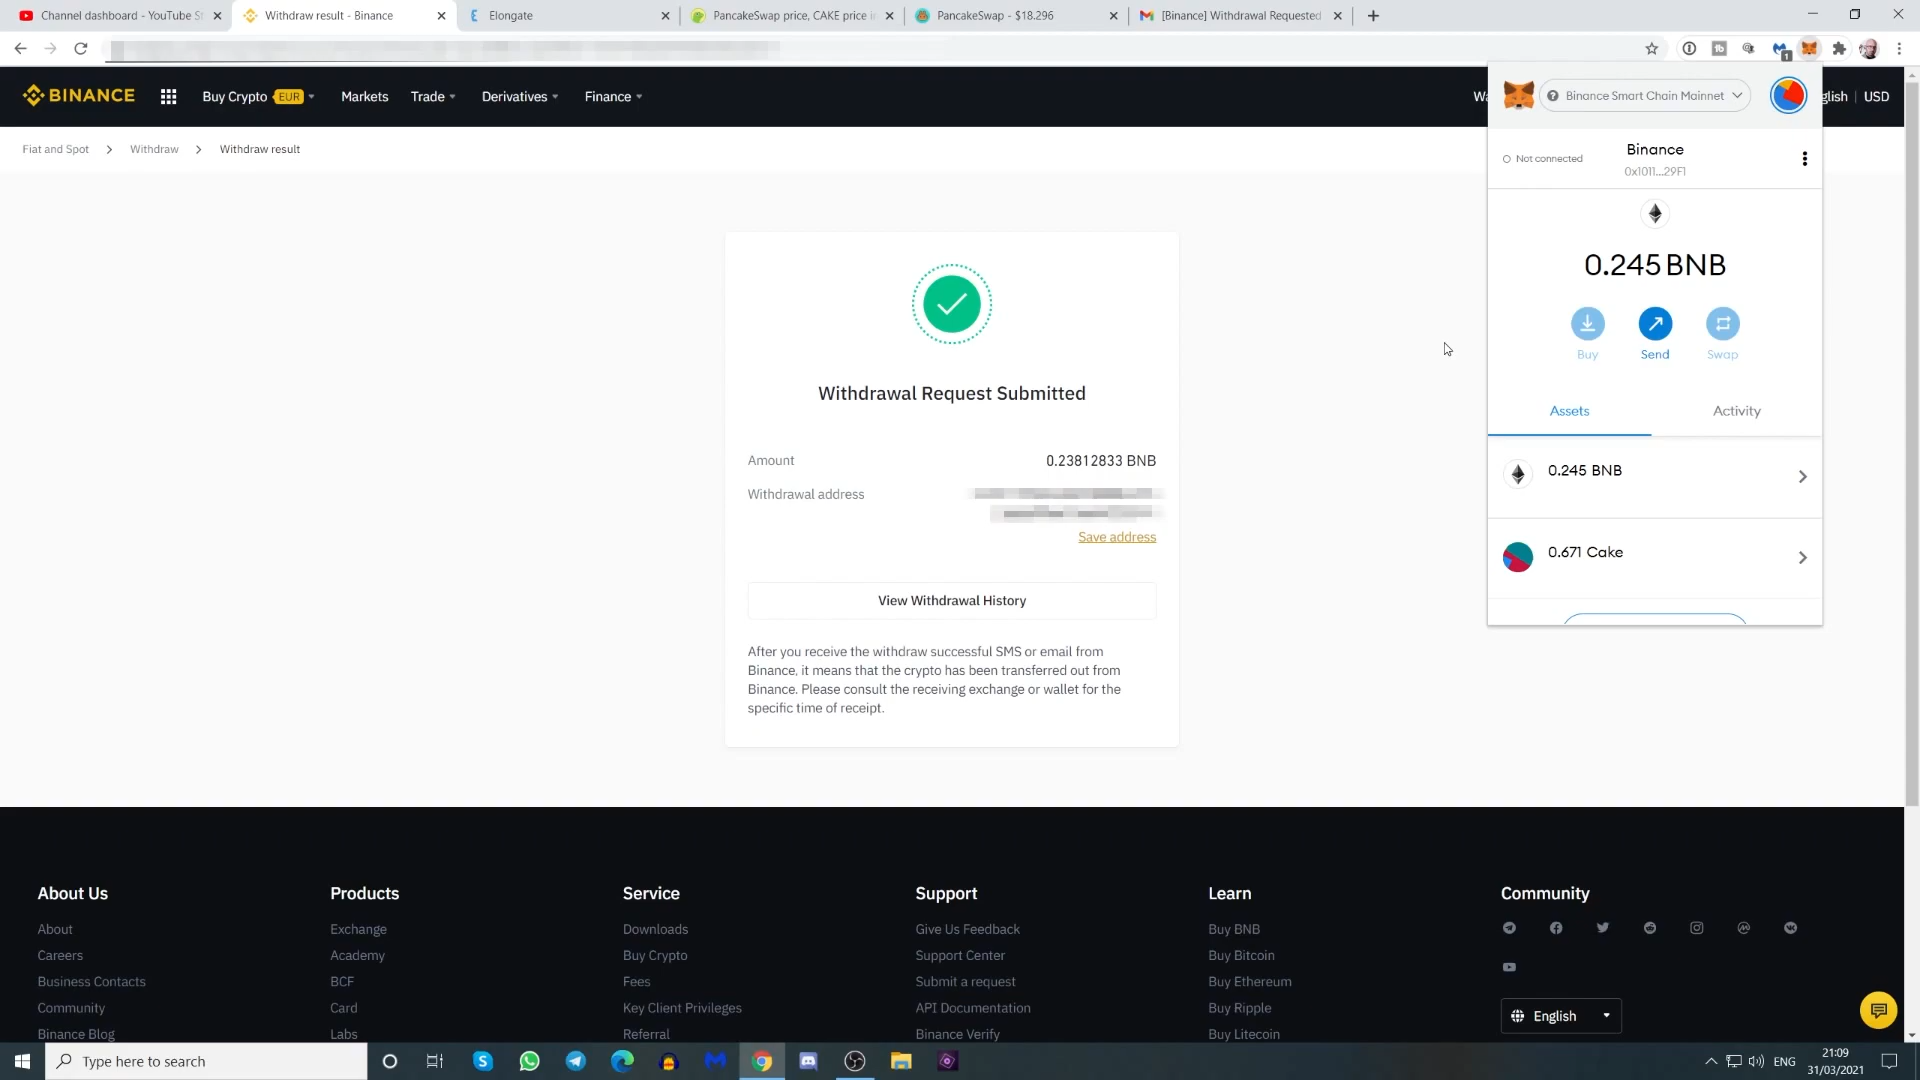 Channel dashboard - YouTube St
Withdraw result - Binance
Elongate
PancakeSwap price, CAKE price in
PancakeSwap - $18.296
[Binance] Withdrawal Requested
BINANCE
Buy Crypto EUR
Markets
Trade
Derivatives
Finance
Wa
Binance Smart Chain Mainnet
glish | USD
Fiat and Spot > Withdraw > Withdraw result
Not connected
Binance
0x1011...29F1
0.245 BNB
Buy
Send
Swap
Assets
Activity
0.245 BNB
0.671 Cake
Withdrawal Request Submitted
Amount 0.23812833 BNB
Withdrawal address
Save address
View Withdrawal History
After you receive the withdraw successful SMS or email from
Binance, it means that the crypto has been transferred out from
Binance. Please consult the receiving exchange or wallet for the
specific time of receipt.
About Us
About
Careers
Business Contacts
Community
Binance Blog
Products
Exchange
Academy
BCF
Card
Labs
Service
Downloads
Buy Crypto
Fees
Key Client Privileges
Referral
Support
Give Us Feedback
Support Center
Submit a request
API Documentation
Binance Verify
Learn
Buy BNB
Buy Bitcoin
Buy Ethereum
Buy Ripple
Buy Litecoin
Community
English
Type here to search
ENG
21:09
31/03/2021